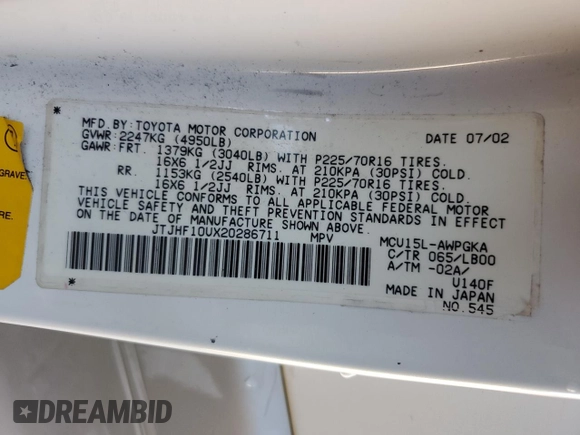 MFD.BY:TOYOTA MOTOR CORPORATION DATE 07/02
GVWR:2247KG (4950LB)
GAWR:FRT. 1379KG (3040LB) WITH P225/70R16 TIRES.
16X6 1/2JJ RIMS. AT 210KPA (30PSI) COLD.
RR. 1153KG (2540LB) WITH P225/70R16 TIRES.
16X6 1/2JJ RIMS. AT 210KPA (30PSI) COLD.
THIS VEHICLE CONFORMS TO ALL APPLICABLE FEDERAL MOTOR
VEHICLE SAFETY AND THEFT PREVENTION STANDARDS IN EFFECT
ON THE DATE OF MANUFACTURE SHOWN ABOVE.
JTJHF10UX20286711 MPV MCU15L-AWPGKA
C/TR 065/LB00
A/TM -02A/
U140F
MADE IN JAPAN
NO.545
GRAVE
RE.
DREAMBID